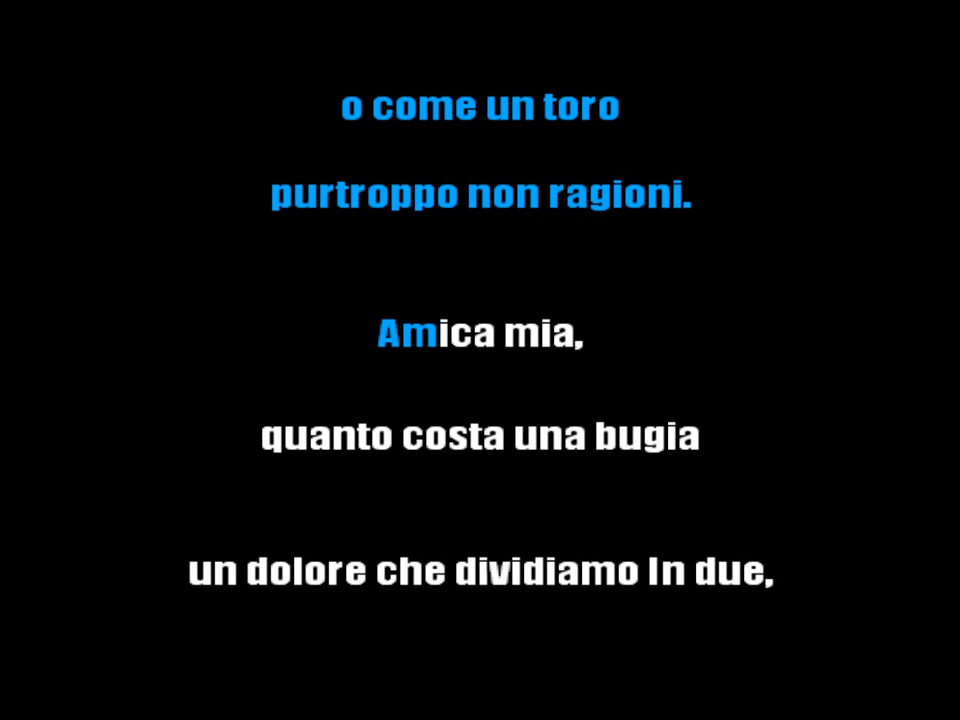 o come un toro
purtroppo non ragioni.
Amica mia,
quanto costa una bugia
un dolore che dividiamo In due,